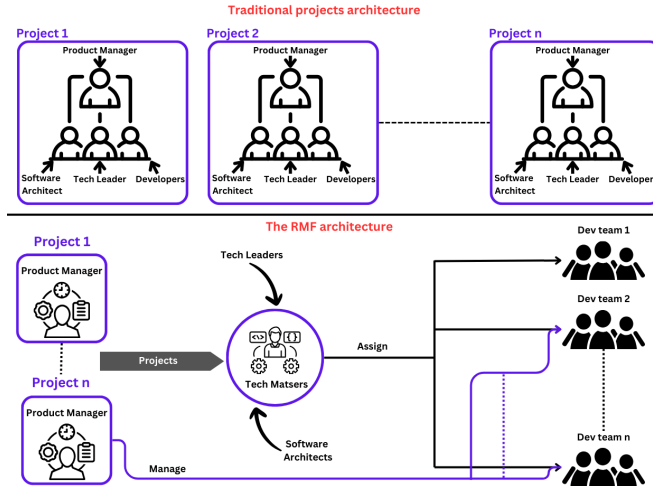 Traditional projects architecture
Project 1
Project 2
Project n
Product Manager
Product Manager
Product Manager
Software
Architect
Tech Leader
Developers
Software
Architect
Tech Leader
Developers
Software
Architect
Tech Leader
Developer
The RMF architecture
Project 1
Product Manager
Tech Leaders
Dev team 1
Dev team 2
Projects
Assign
Tech Matsers
Project n
Product Manager
Software
Architects
Manage
Dev team n